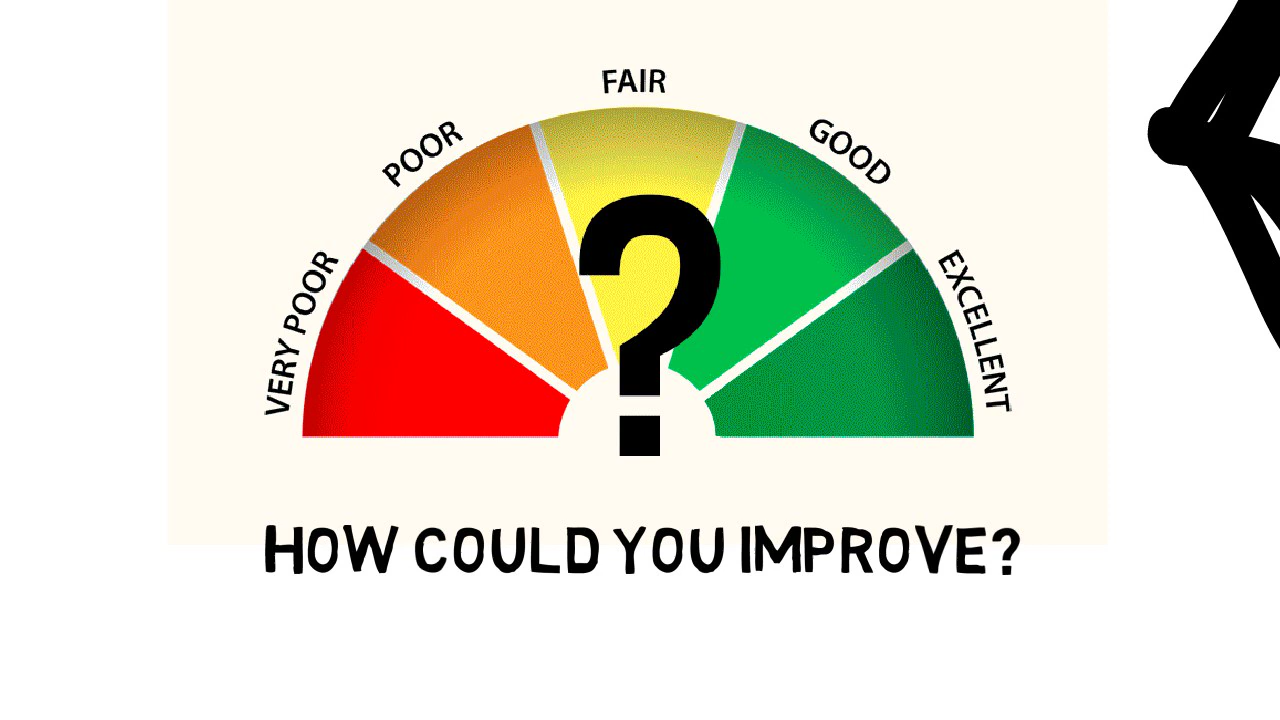 FAIR
POOR
GOOD
VERY POOR
EXCELLENT
?
HOW COULD YOU IMPROVE?